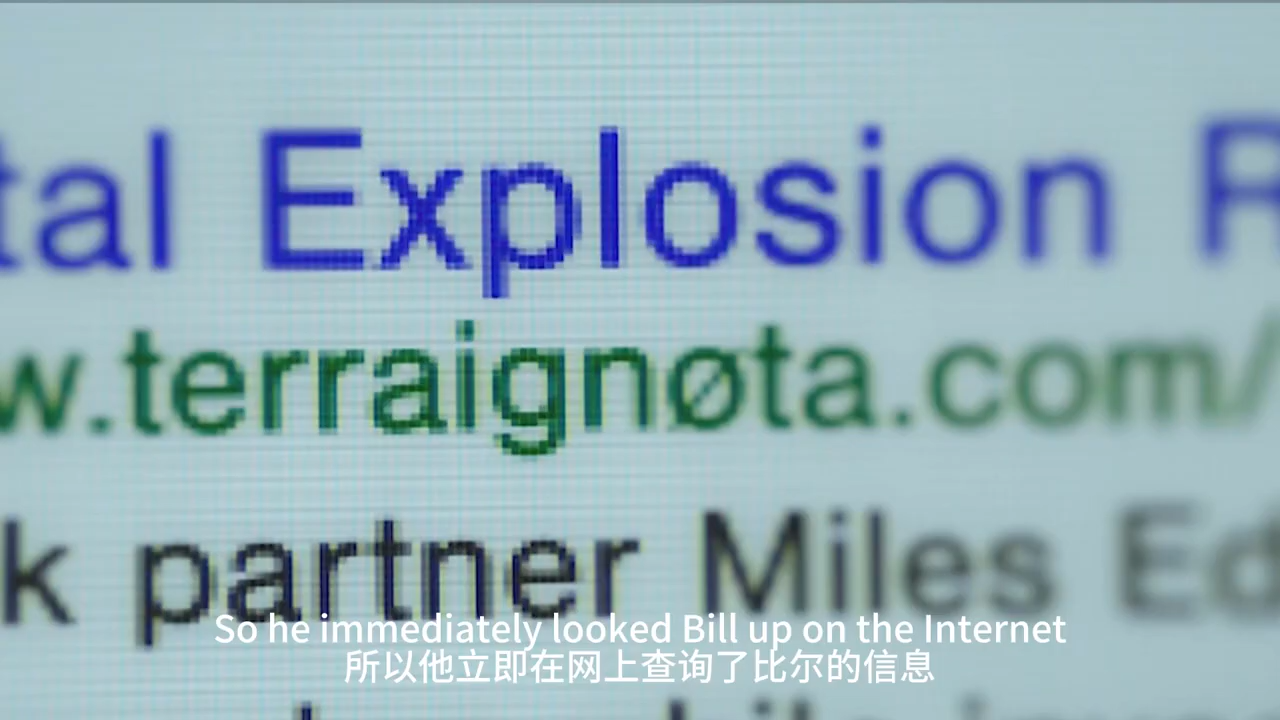 tal Explosion R
w.terraignøta.com/
k partner Miles Ed
So he immediately looked Bill up on the Internet
所以他立即在网上查询了比尔的信息